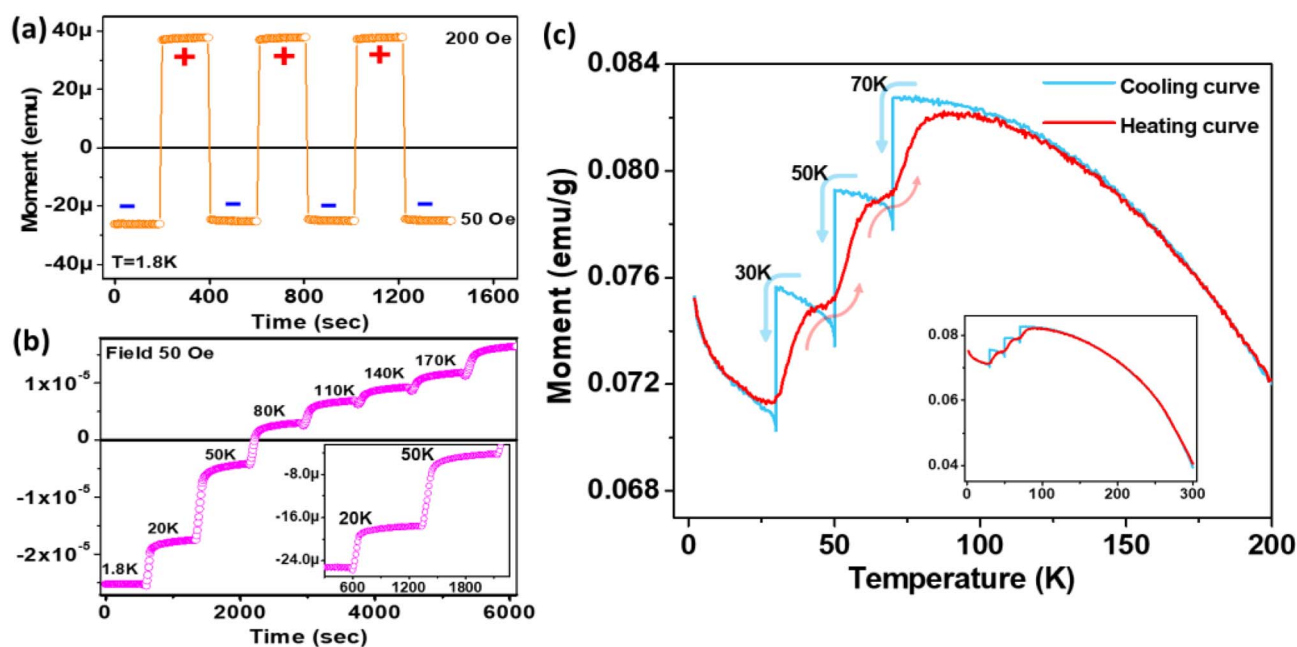 (a)
40µ
20µ
0
-20µ
-40µ
Moment (emu)
200 Oe
+ + +
- - - -
50 Oe
T=1.8K
0 400 800 1200 1600
Time (sec)
(b)
Field 50 Oe
1x10⁻⁵
0
-1x10⁻⁵
-2x10⁻⁵
1.8K
20K
50K
80K
110K
140K
170K
0 2000 4000 6000
Time (sec)
-8.0µ
-16.0µ
-24.0µ
20K
50K
600 1200 1800
(c)
0.084
0.080
0.076
0.072
0.068
Moment (emu/g)
Cooling curve
Heating curve
70K
50K
30K
0 50 100 150 200
Temperature (K)
0.08
0.06
0.04
0 100 200 300